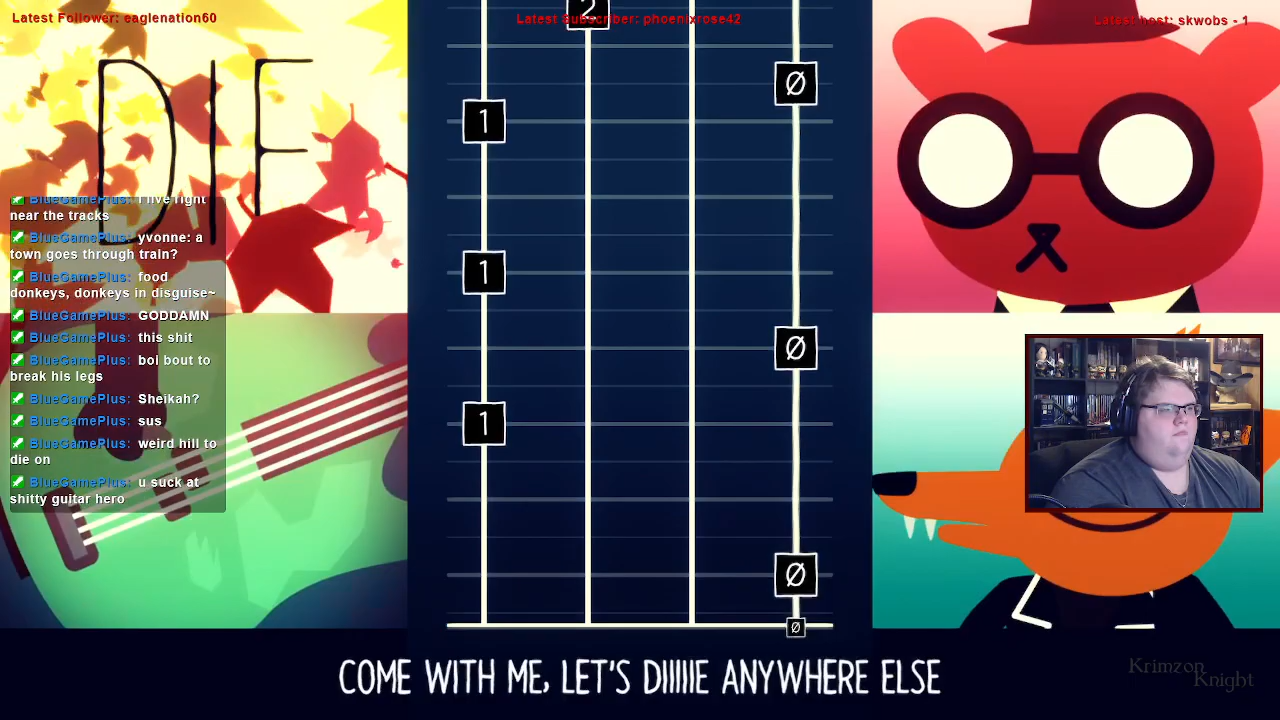 Latest Follower: eaglenation60
Latest Subscriber: phoenixrose42
Latest host: skwobs - 1
DIE
2
Ø
1
1
Ø
1
Ø
Ø
BlueGamePlus: I live right
near the tracks
BlueGamePlus: yvonne: a
town goes through train?
BlueGamePlus: food
donkeys, donkeys in disguise~
BlueGamePlus: GODDAMN
BlueGamePlus: this shit
BlueGamePlus: boi bout to
break his legs
BlueGamePlus: Sheikah?
BlueGamePlus: sus
BlueGamePlus: weird hill to
die on
BlueGamePlus: u suck at
shitty guitar hero
COME WITH ME, LET'S DIIIIIE ANYWHERE ELSE
Krimzon
Knight